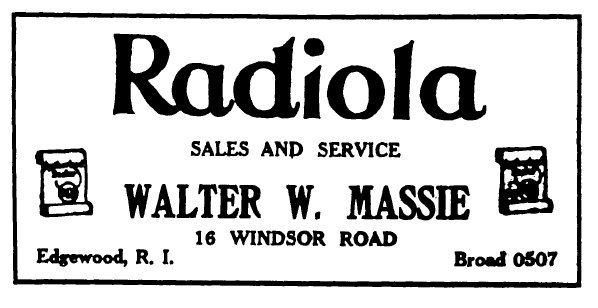 Radiola
SALES AND SERVICE
WALTER W. MASSIE
16 WINDSOR ROAD
Edgewood, R. I.
Broad 0507